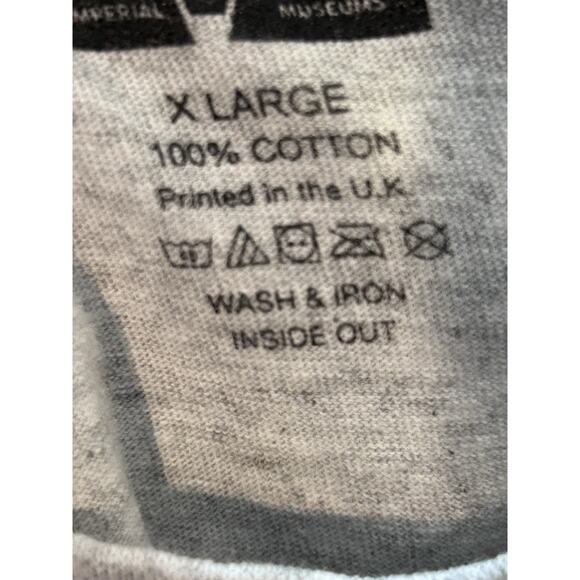 IMPERIAL MUSEUMS
X LARGE
100% COTTON
Printed in the U.K.
WASH & IRON
INSIDE OUT